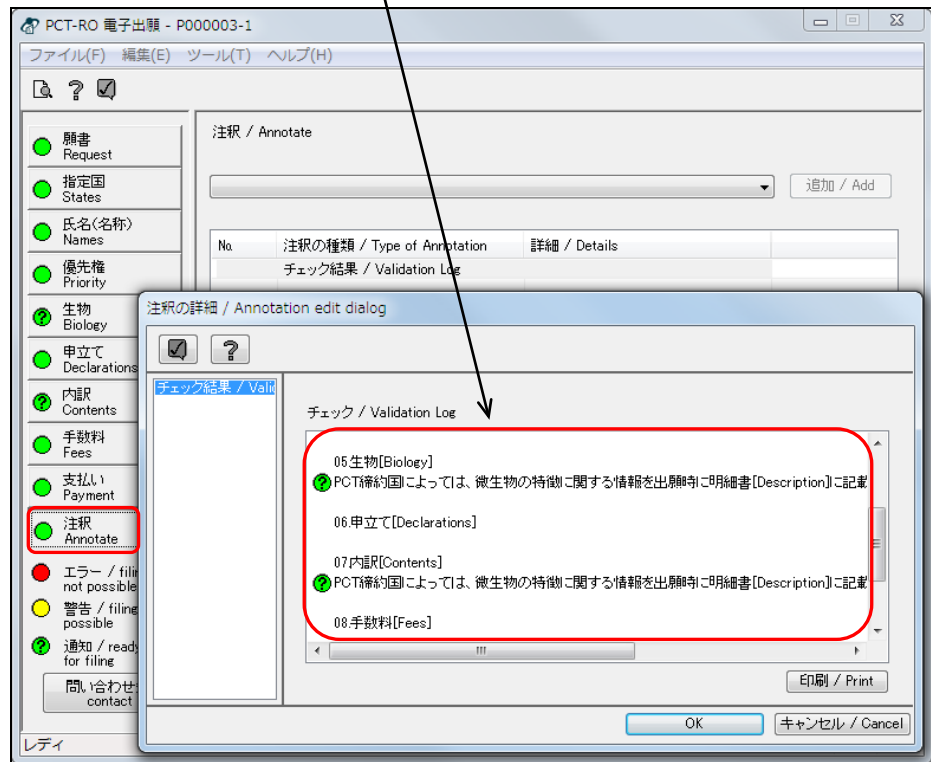 PCT-RO 電子出願 - P000003-1
ファイル(F) 編集(E) ツール(T) ヘルプ(H)
願書
Request
指定国
States
氏名(名称)
Names
優先権
Priority
生物
Biology
申立て
Declarations
内訳
Contents
手数料
Fees
支払い
Payment
注釈
Annotate
エラー / filin
not possible
警告 / filing
possible
通知 / ready
for filing
問い合わせ
contact
レディ
注釈 / Annotate
追加 / Add
No. 注釈の種類 / Type of Annotation 詳細 / Details
チェック結果 / Validation Log
注釈の詳細 / Annotation edit dialog
チェック結果 / Valid
チェック / Validation Log
05.生物[Biology]
PCT締約国によっては、微生物の特徴に関する情報を出願時に明細書[Description]に記載
06.申立て[Declarations]
07.内訳[Contents]
PCT締約国によっては、微生物の特徴に関する情報を出願時に明細書[Description]に記載
08.手数料[Fees]
印刷 / Print
OK
キャンセル / Cancel